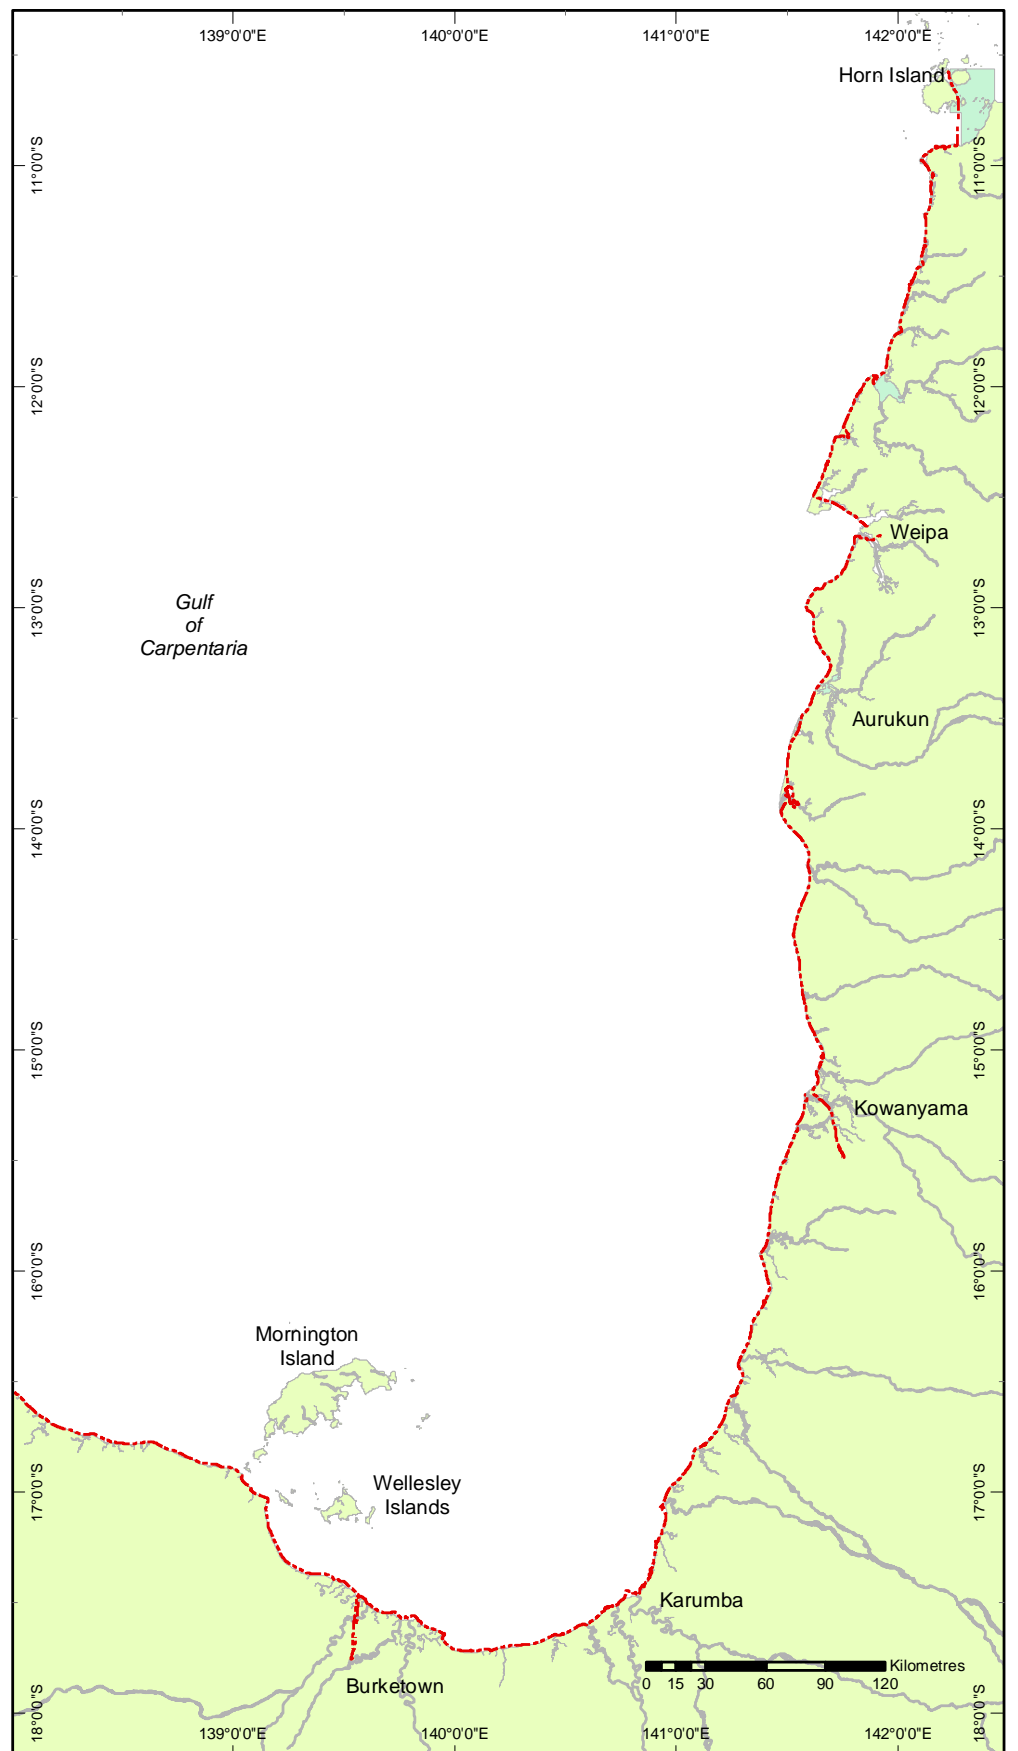 139°0'0"E
140°0'0"E
141°0'0"E
142°0'0"E
Horn Island
11°0'0"S
11°0'0"S
12°0'0"S
12°0'0"S
Weipa
13°0'0"S
13°0'0"S
Gulf
of
Carpentaria
Aurukun
14°0'0"S
14°0'0"S
15°0'0"S
15°0'0"S
Kowanyama
16°0'0"S
16°0'0"S
Mornington
Island
Wellesley
Islands
17°0'0"S
17°0'0"S
Karumba
Kilometres
0 15 30 60 90 120
Burketown
18°0'0"S
18°0'0"S
139°0'0"E
140°0'0"E
141°0'0"E
142°0'0"E